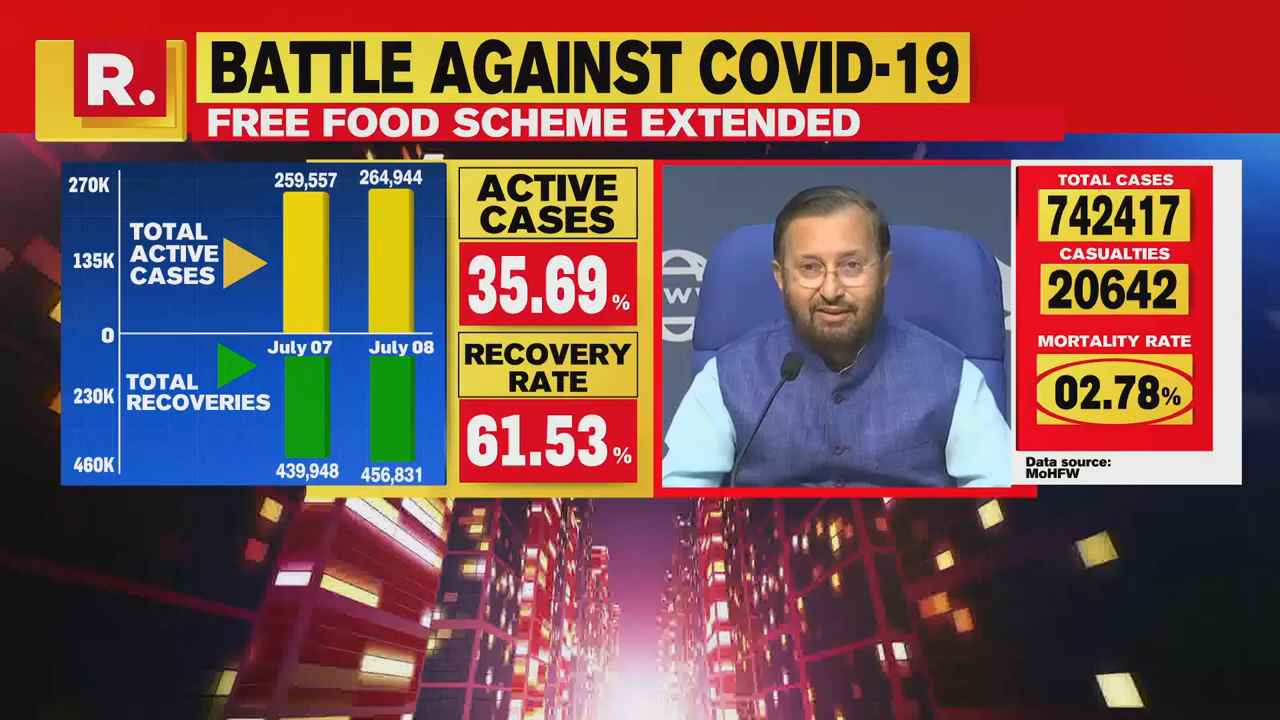 R.
BATTLE AGAINST COVID-19
FREE FOOD SCHEME EXTENDED
270K
135K
0
230K
460K
TOTAL
ACTIVE
CASES
259,557
264,944
July 07
July 08
TOTAL
RECOVERIES
439,948
456,831
ACTIVE
CASES
35.69%
RECOVERY
RATE
61.53%
TOTAL CASES
742417
CASUALTIES
20642
MORTALITY RATE
02.78%
Data source:
MoHFW